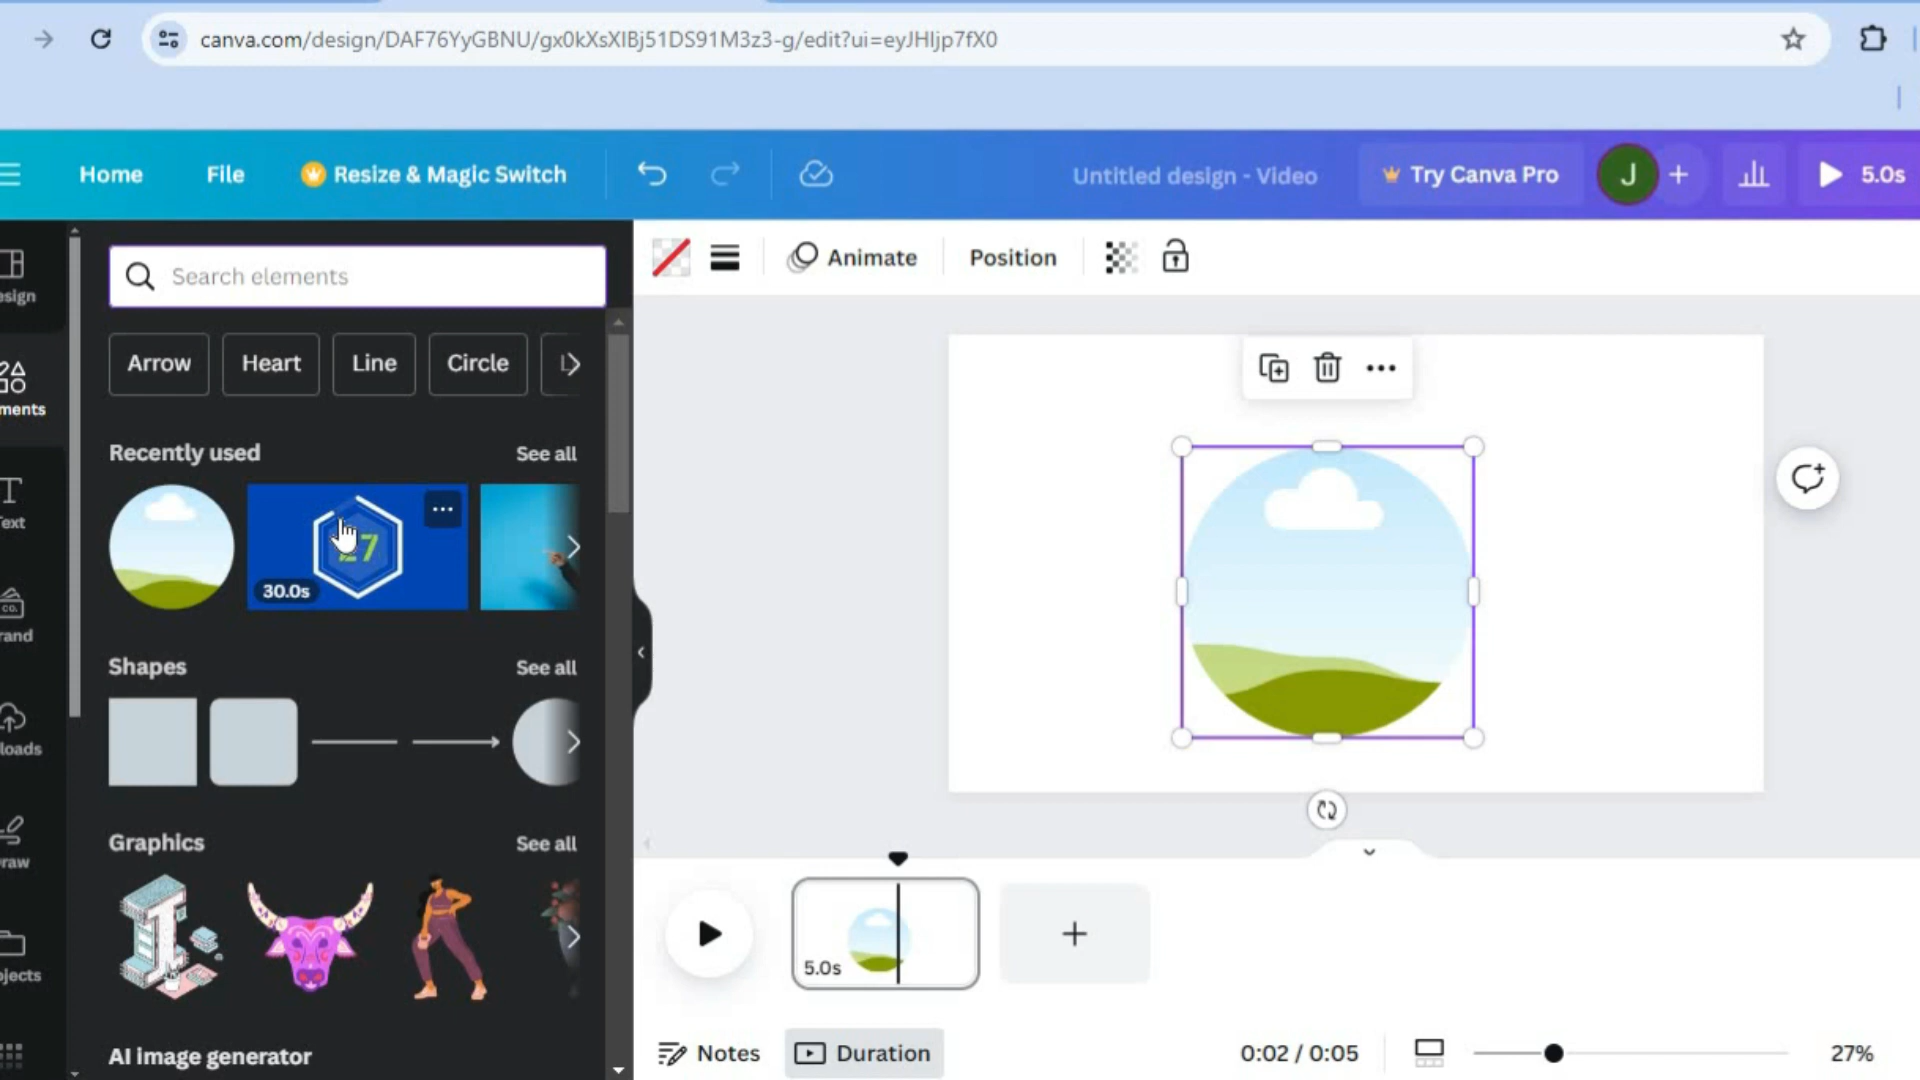 canva.com/design/DAF76YyGBNU/gx0kXsXIBj51DS91M3z3-g/edit?ui=eyJHIjp7fX0
Home File Resize & Magic Switch Untitled design - Video Try Canva Pro J + 5.0s
Search elements
Animate Position
esign
Arrow Heart Line Circle
ments
Recently used See all
Text
27
30.0s
rand
Shapes See all
loads
Graphics See all
raw
5.0s
jects
AI image generator
Notes Duration 0:02 / 0:05 27%